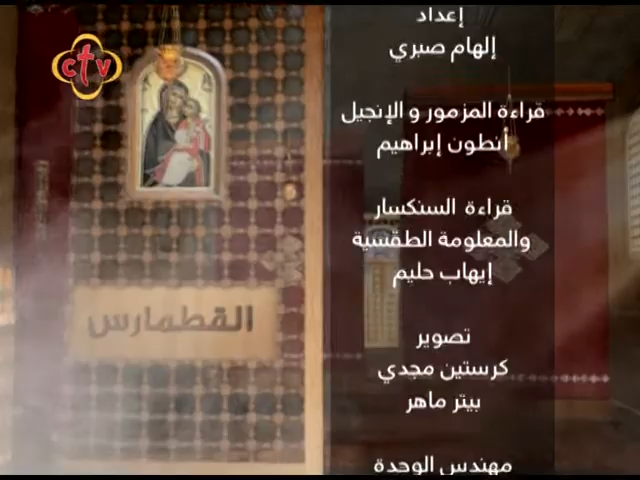 CTV
إعداد
إلهام صبري
قراءة المزمور و الإنجيل
أنطون إبراهيم
قراءة السنكسار
والمعلومة الطقسية
إيهاب حليم
تصوير
كرستين مجدي
بيتر ماهر
مهندس الوحدة
القطمارس